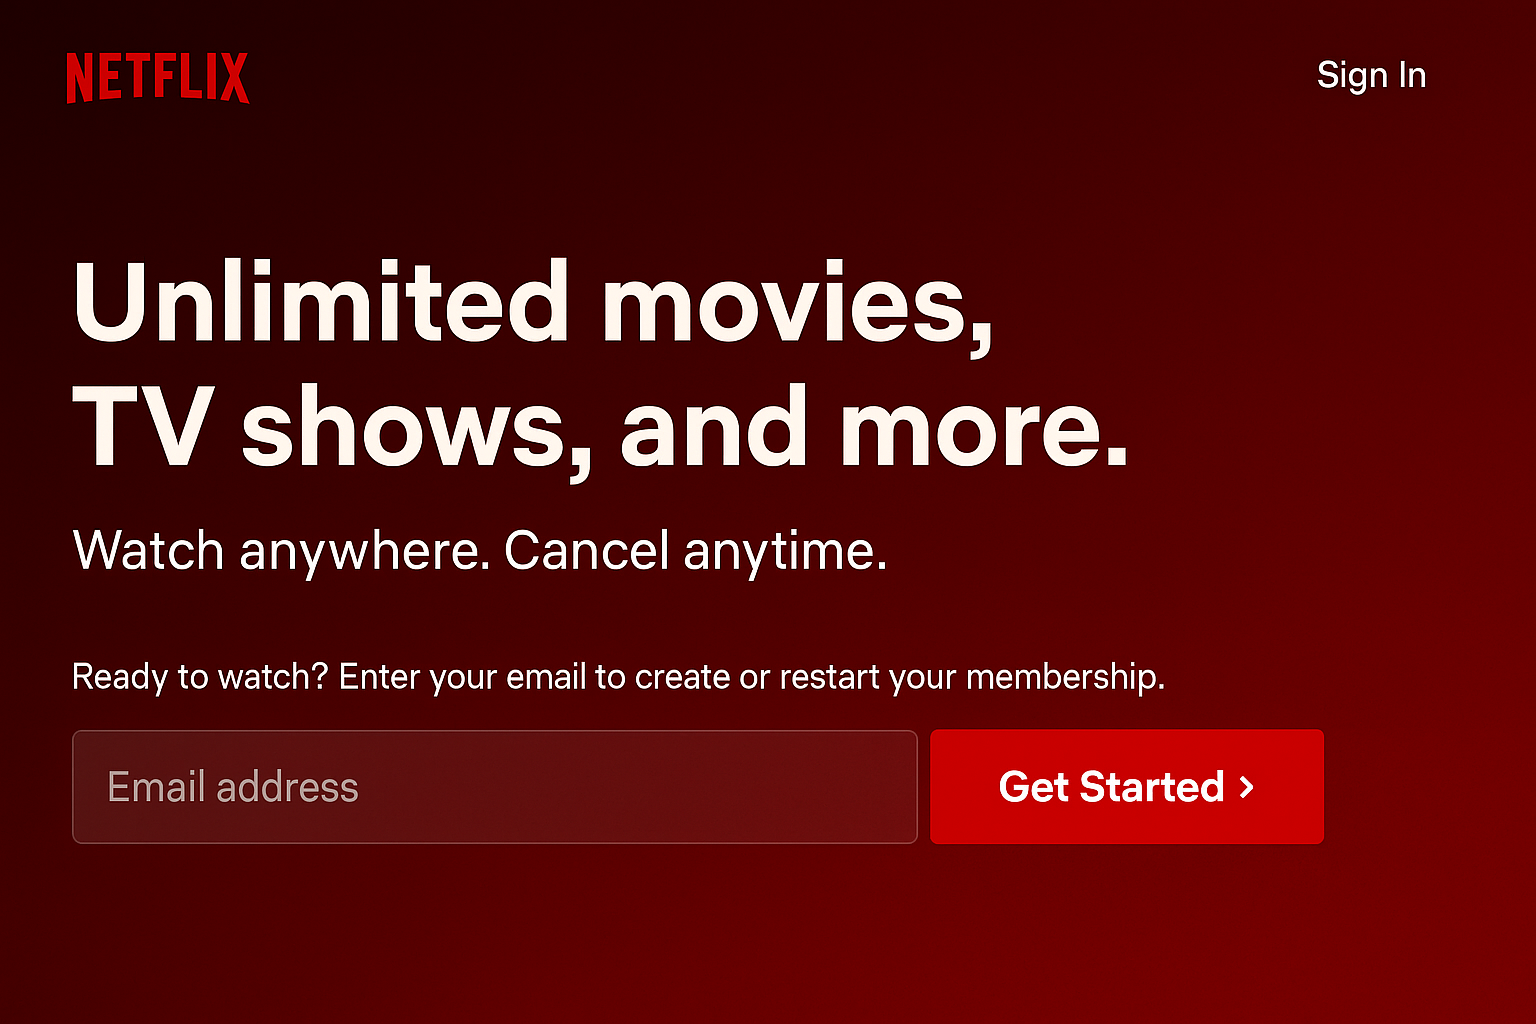 NETFLIX
Sign In
Unlimited movies,
TV shows, and more.
Watch anywhere. Cancel anytime.
Ready to watch? Enter your email to create or restart your membership.
Email address
Get Started ›